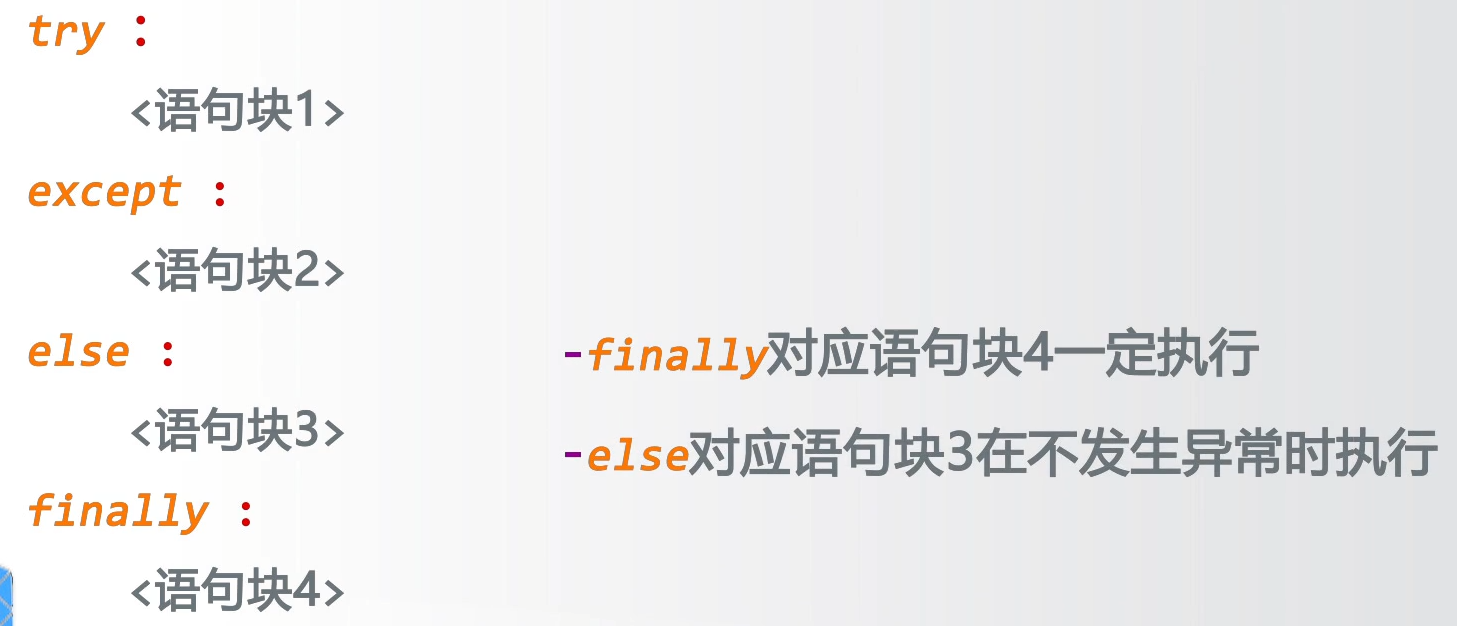 try :
<语句块1>
except :
<语句块2>
else :
<语句块3>
finally :
<语句块4>
-finally对应语句块4一定执行
-else对应语句块3在不发生异常时执行